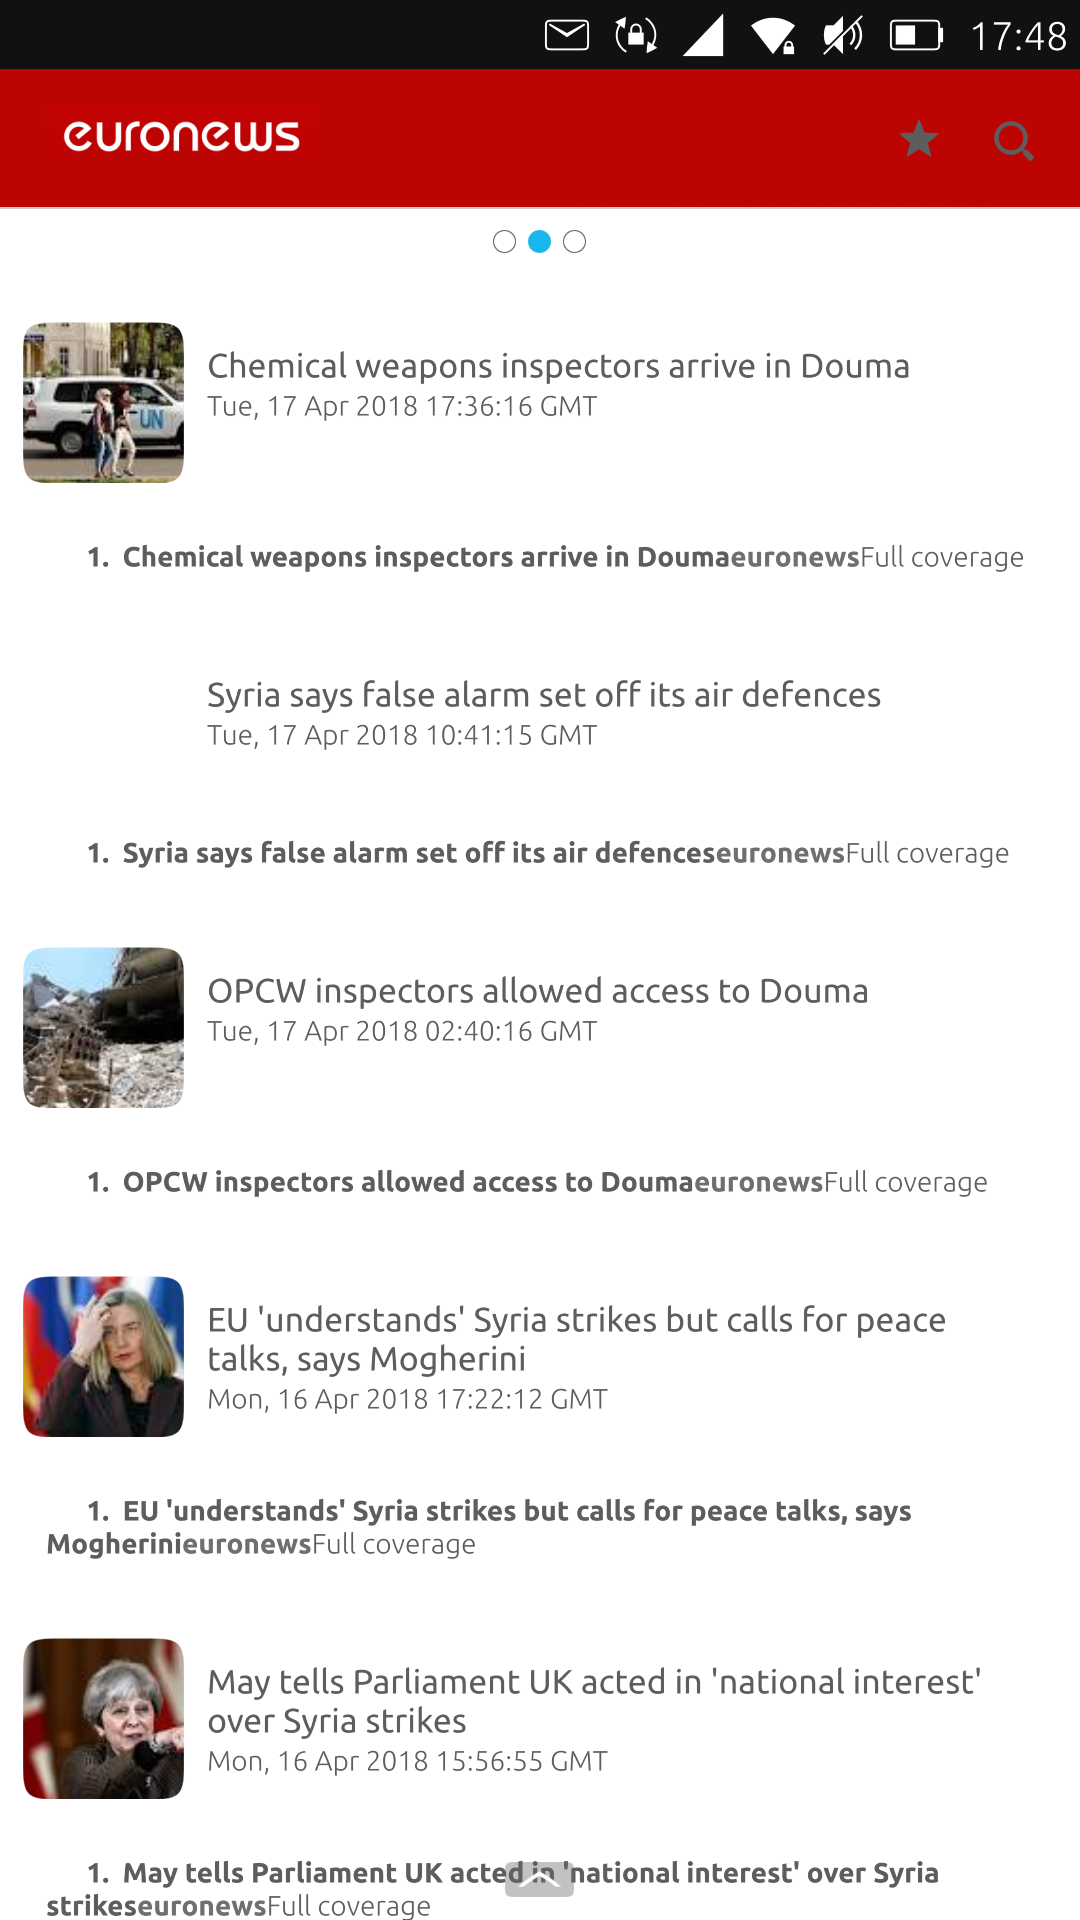 17:48
euronews
Chemical weapons inspectors arrive in Douma
Tue, 17 Apr 2018 17:36:16 GMT
UN
1. Chemical weapons inspectors arrive in DoumaeuronewsFull coverage
Syria says false alarm set off its air defences
Tue, 17 Apr 2018 10:41:15 GMT
1. Syria says false alarm set off its air defenceseuronewsFull coverage
OPCW inspectors allowed access to Douma
Tue, 17 Apr 2018 02:40:16 GMT
1. OPCW inspectors allowed access to DoumaeuronewsFull coverage
EU 'understands' Syria strikes but calls for peace
talks, says Mogherini
Mon, 16 Apr 2018 17:22:12 GMT
1. EU 'understands' Syria strikes but calls for peace talks, says
MogherinieuronewsFull coverage
May tells Parliament UK acted in 'national interest'
over Syria strikes
Mon, 16 Apr 2018 15:56:55 GMT
1. May tells Parliament UK acted in 'national interest' over Syria
strikeseuronewsFull coverage